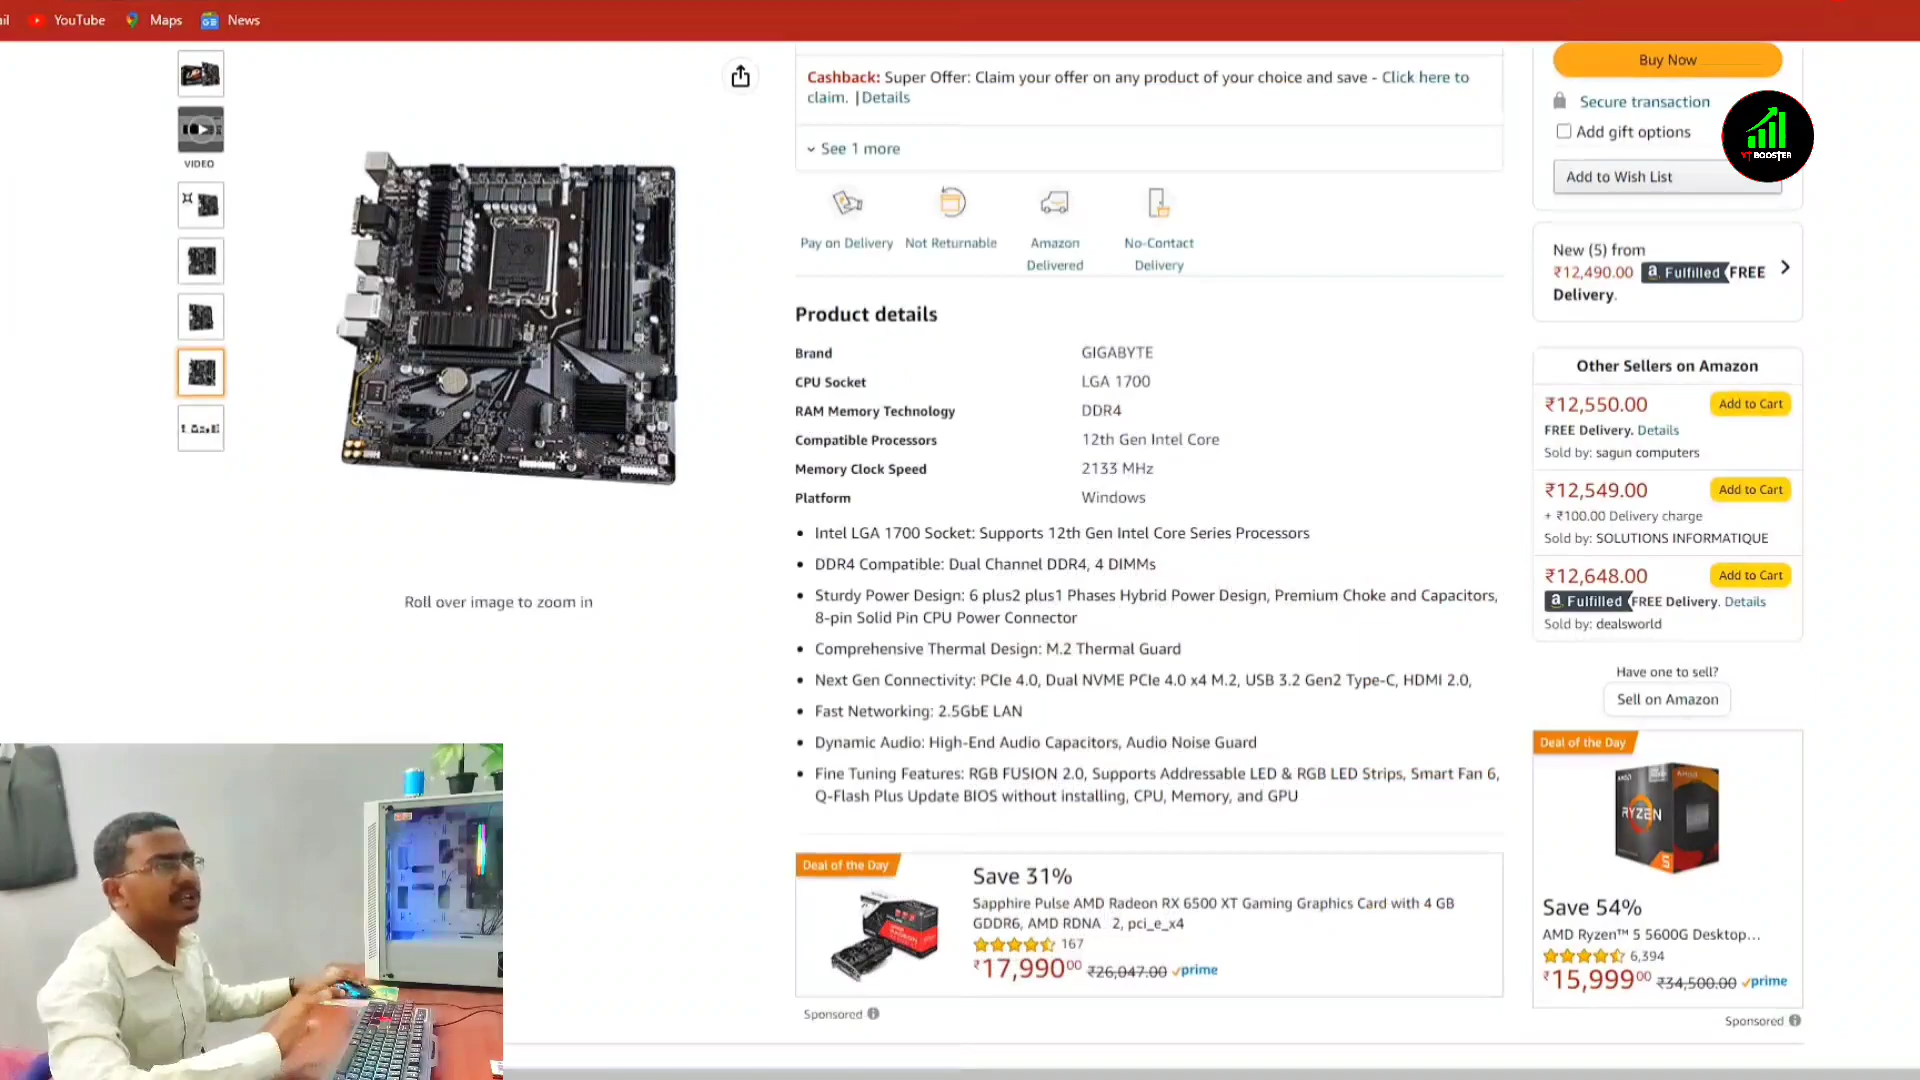 YouTube
Maps
News
VIDEO
Roll over image to zoom in
Cashback: Super Offer: Claim your offer on any product of your choice and save - Click here to
claim. |Details
See 1 more
Pay on Delivery
Not Returnable
Amazon
Delivered
No-Contact
Delivery
Product details
Brand GIGABYTE
CPU Socket LGA 1700
RAM Memory Technology DDR4
Compatible Processors 12th Gen Intel Core
Memory Clock Speed 2133 MHz
Platform Windows
• Intel LGA 1700 Socket: Supports 12th Gen Intel Core Series Processors
• DDR4 Compatible: Dual Channel DDR4, 4 DIMMs
• Sturdy Power Design: 6 plus2 plus1 Phases Hybrid Power Design, Premium Choke and Capacitors,
8-pin Solid Pin CPU Power Connector
• Comprehensive Thermal Design: M.2 Thermal Guard
• Next Gen Connectivity: PCIe 4.0, Dual NVME PCIe 4.0 x4 M.2, USB 3.2 Gen2 Type-C, HDMI 2.0,
• Fast Networking: 2.5GbE LAN
• Dynamic Audio: High-End Audio Capacitors, Audio Noise Guard
• Fine Tuning Features: RGB FUSION 2.0, Supports Addressable LED & RGB LED Strips, Smart Fan 6,
Q-Flash Plus Update BIOS without installing, CPU, Memory, and GPU
Deal of the Day
Save 31%
Sapphire Pulse AMD Radeon RX 6500 XT Gaming Graphics Card with 4 GB
GDDR6, AMD RDNA 2, pci_e_x4
167
₹17,990⁰⁰ ₹26,047.00 prime
Sponsored
Buy Now
Secure transaction
Add gift options
Add to Wish List
VT BOOSTER
New (5) from
₹12,490.00 a Fulfilled FREE
Delivery.
Other Sellers on Amazon
₹12,550.00 Add to Cart
FREE Delivery. Details
Sold by: sagun computers
₹12,549.00 Add to Cart
+ ₹100.00 Delivery charge
Sold by: SOLUTIONS INFORMATIQUE
₹12,648.00 Add to Cart
a Fulfilled FREE Delivery. Details
Sold by: dealsworld
Have one to sell?
Sell on Amazon
Deal of the Day
RYZEN
5
Save 54%
AMD Ryzen™ 5 5600G Desktop...
6,394
₹15,999⁰⁰ ₹34,500.00 prime
Sponsored